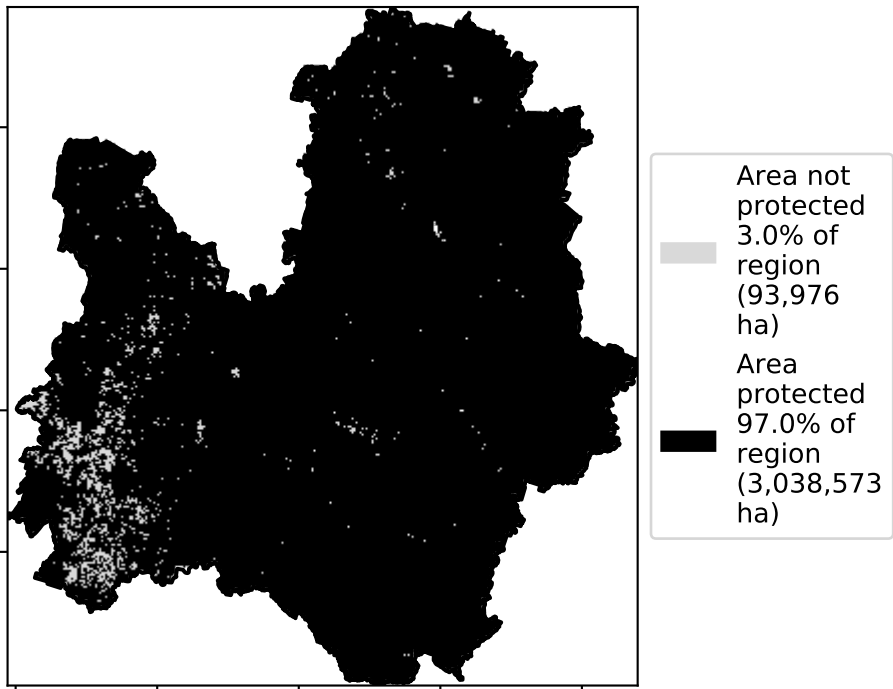 Area not
protected
3.0% of
region
(93,976
ha)
Area
protected
97.0% of
region
(3,038,573
ha)